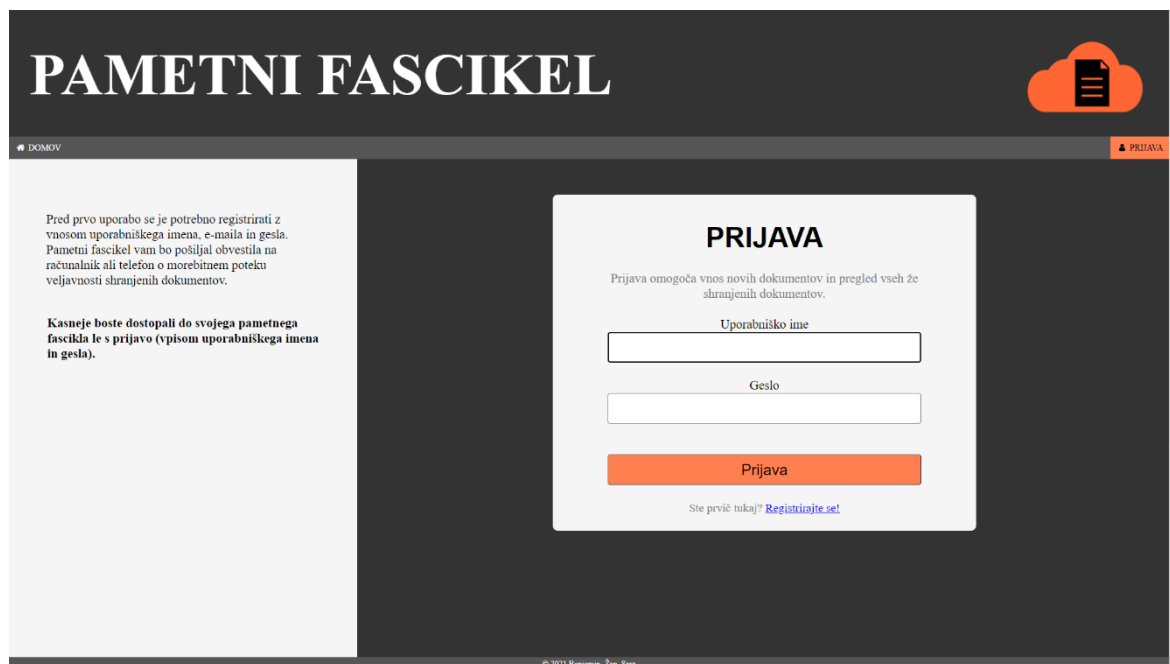 PAMETNI FASCIKEL
DOMOV
PRIJAVA
Pred prvo uporabo se je potrebno registrirati z
vnosom uporabniškega imena, e-maila in gesla.
Pametni fascikel vam bo pošiljal obvestila na
računalnik ali telefon o morebitnem poteku
veljavnosti shranjenih dokumentov.
Kasneje boste dostopali do svojega pametnega
fascikla le s prijavo (vpisom uporabniškega imena
in gesla).
PRIJAVA
Prijava omogoča vnos novih dokumentov in pregled vseh že
shranjenih dokumentov.
Uporabniško ime
Geslo
Prijava
Ste prvič tukaj? Registrirajte se!
© 2021